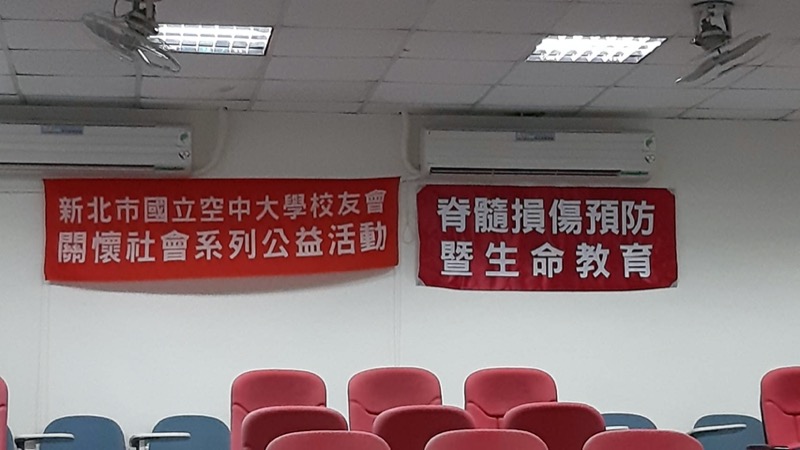 新北市國立空中大學校友會
關懷社會系列公益活動
脊髓損傷預防
暨生命教育